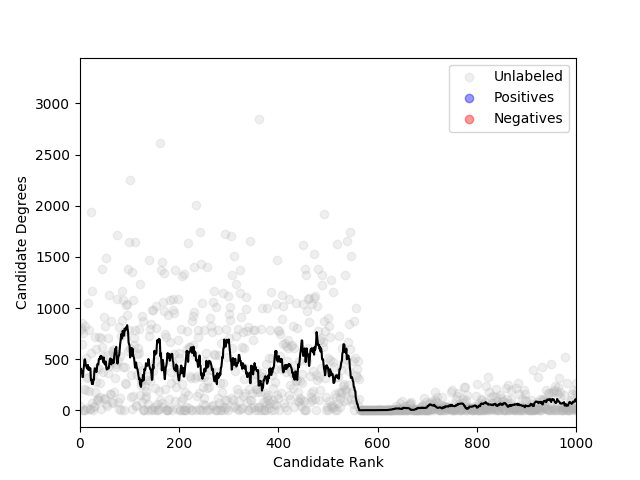 Unlabeled
Positives
Negatives
3000
2500
2000
1500
1000
500
0
Candidate Degrees
0 200 400 600 800 1000
Candidate Rank